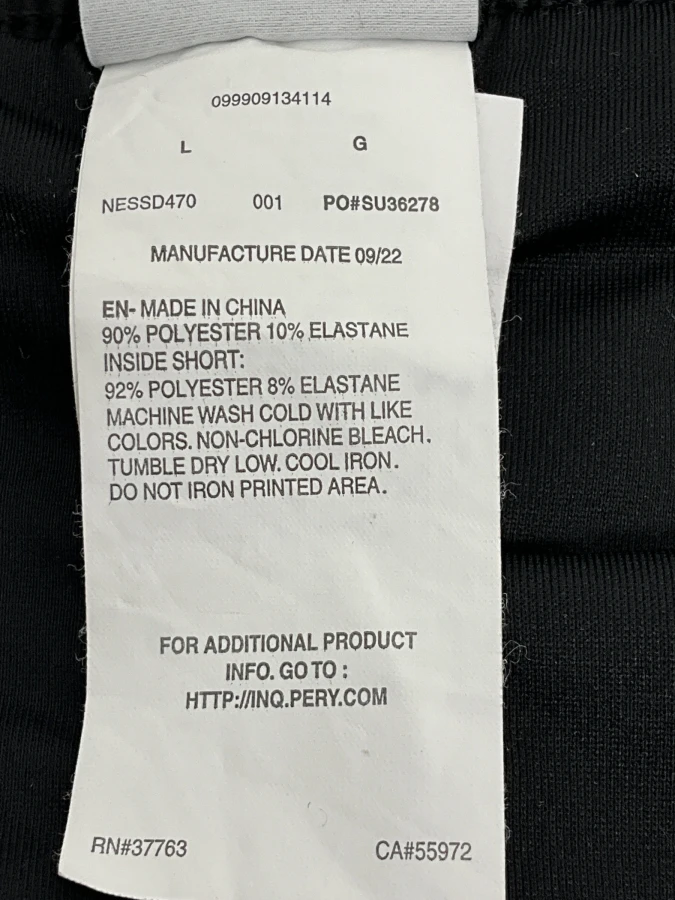 099909134114
L G
NESSD470 001 PO#SU36278
MANUFACTURE DATE 09/22
EN- MADE IN CHINA
90% POLYESTER 10% ELASTANE
INSIDE SHORT:
92% POLYESTER 8% ELASTANE
MACHINE WASH COLD WITH LIKE
COLORS. NON-CHLORINE BLEACH.
TUMBLE DRY LOW. COOL IRON.
DO NOT IRON PRINTED AREA.
FOR ADDITIONAL PRODUCT
INFO. GO TO :
HTTP://INQ.PERY.COM
RN#37763 CA#55972